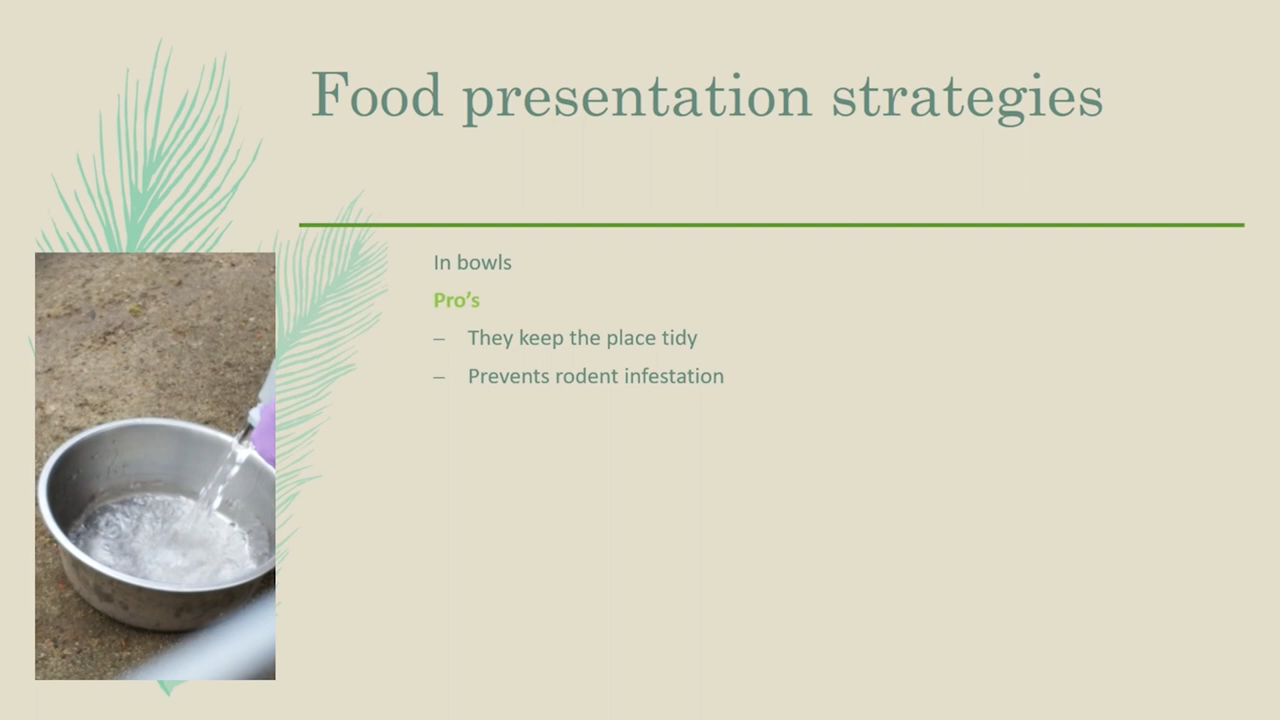 Food presentation strategies
In bowls
Pro’s
– They keep the place tidy
– Prevents rodent infestation